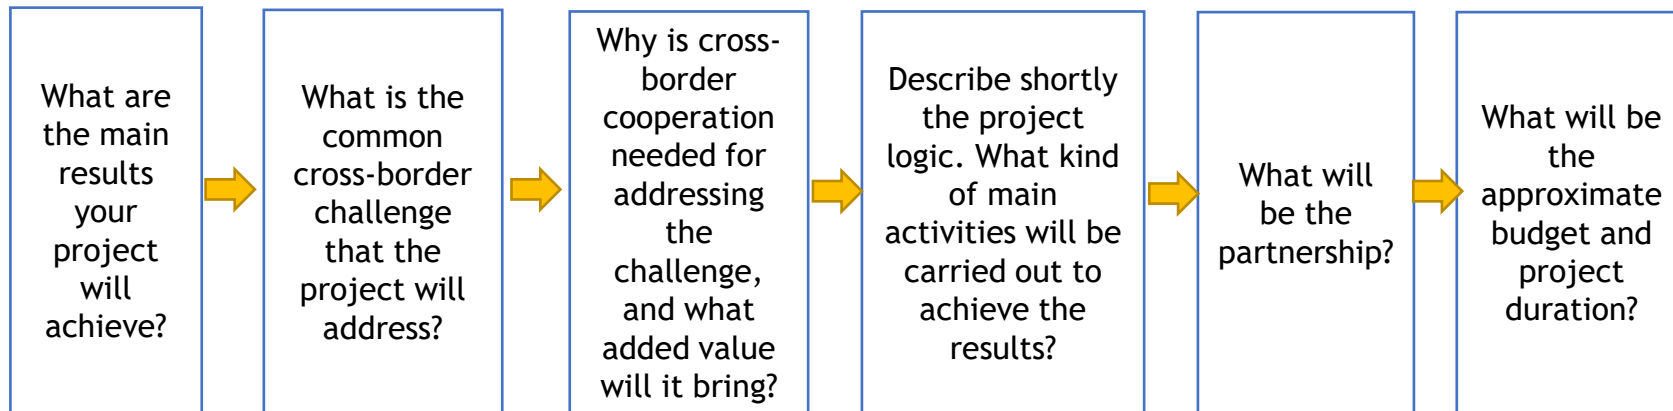 What are
the main
results
your
project
will
achieve?
What is the
common
cross-border
challenge
that the
project will
address?
Why is cross-
border
cooperation
needed for
addressing
the
challenge,
and what
added value
will it bring?
Describe shortly
the project
logic. What kind
of main
activities will be
carried out to
achieve the
results?
What will
be the
partnership?
What will be
the
approximate
budget and
project
duration?